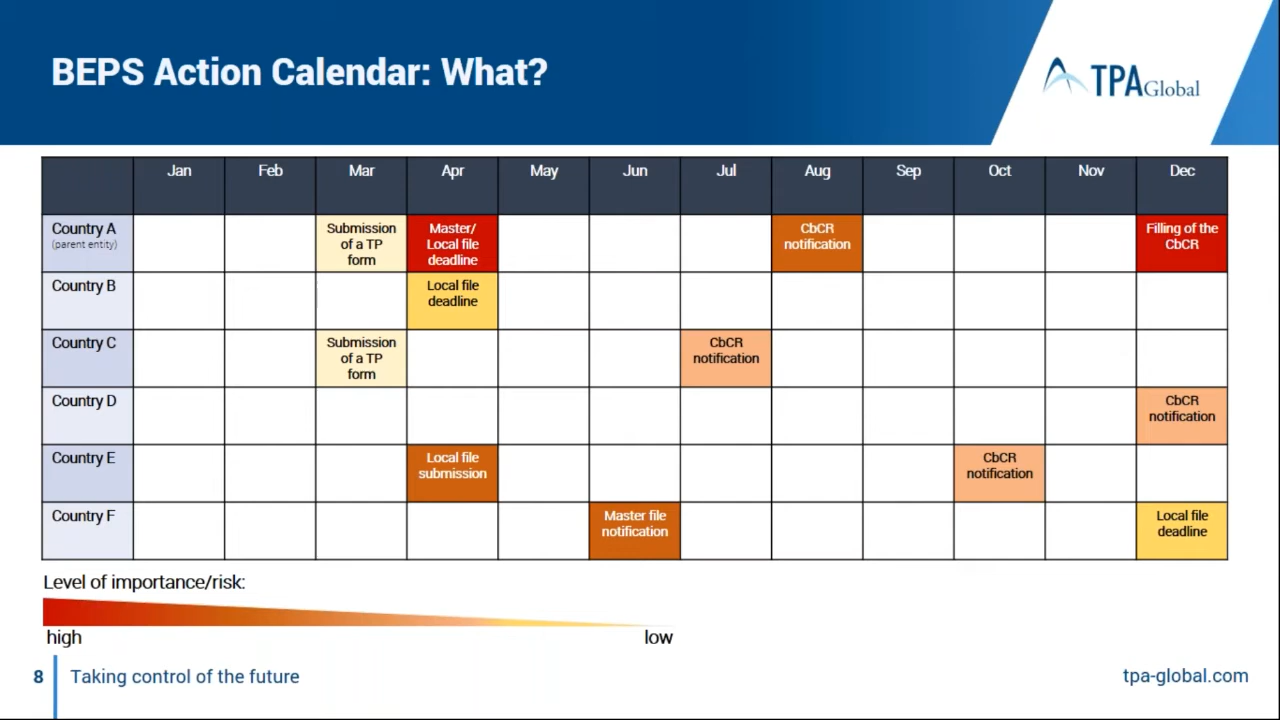 BEPS Action Calendar: What?
TPAGlobal
Jan Feb Mar Apr May Jun Jul Aug Sep Oct Nov Dec
Country A
(parent entity)
Submission
of a TP
form
Master/
Local file
deadline
CbCR
notification
Filling of the
CbCR
Country B
Local file
deadline
Country C
Submission
of a TP
form
CbCR
notification
Country D
CbCR
notification
Country E
Local file
submission
CbCR
notification
Country F
Master file
notification
Local file
deadline
Level of importance/risk:
high low
8 Taking control of the future
tpa-global.com